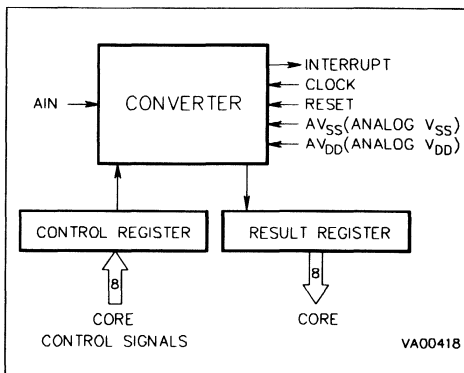 INTERRUPT
CLOCK
AIN
CONVERTER
RESET
AVSS(ANALOG VSS)
AVDD(ANALOG VDD)
CONTROL REGISTER
RESULT REGISTER
8
8
CORE
CONTROL SIGNALS
CORE
VA00418